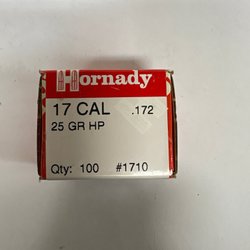 Hornady
17 CAL .172
25 GR HP
Qty: 100 #1710